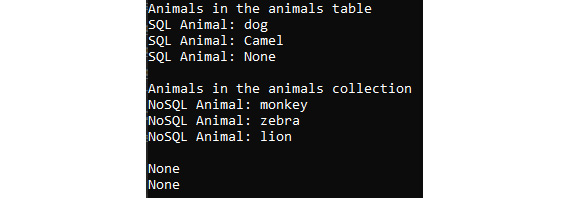 Animals in the animals table
SQL Animal: dog
SQL Animal: Camel
SQL Animal: None
Animals in the animals collection
NoSQL Animal: monkey
NoSQL Animal: zebra
NoSQL Animal: lion
None
None